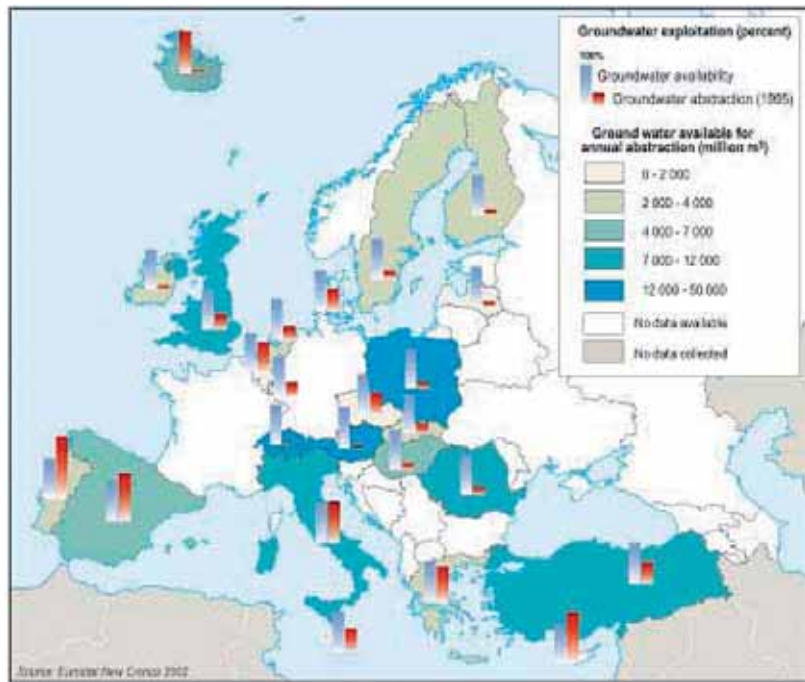 Groundwater exploitation (percent)
100%
Groundwater availability
Groundwater abstraction (1995)
Ground water available for
annual abstraction (million m³)
0 - 2 000
2 000 - 4 000
4 000 - 7 000
7 000 - 12 000
12 000 - 50 000
No data available
No data collected
Source: Eurostat New Cronos 2002